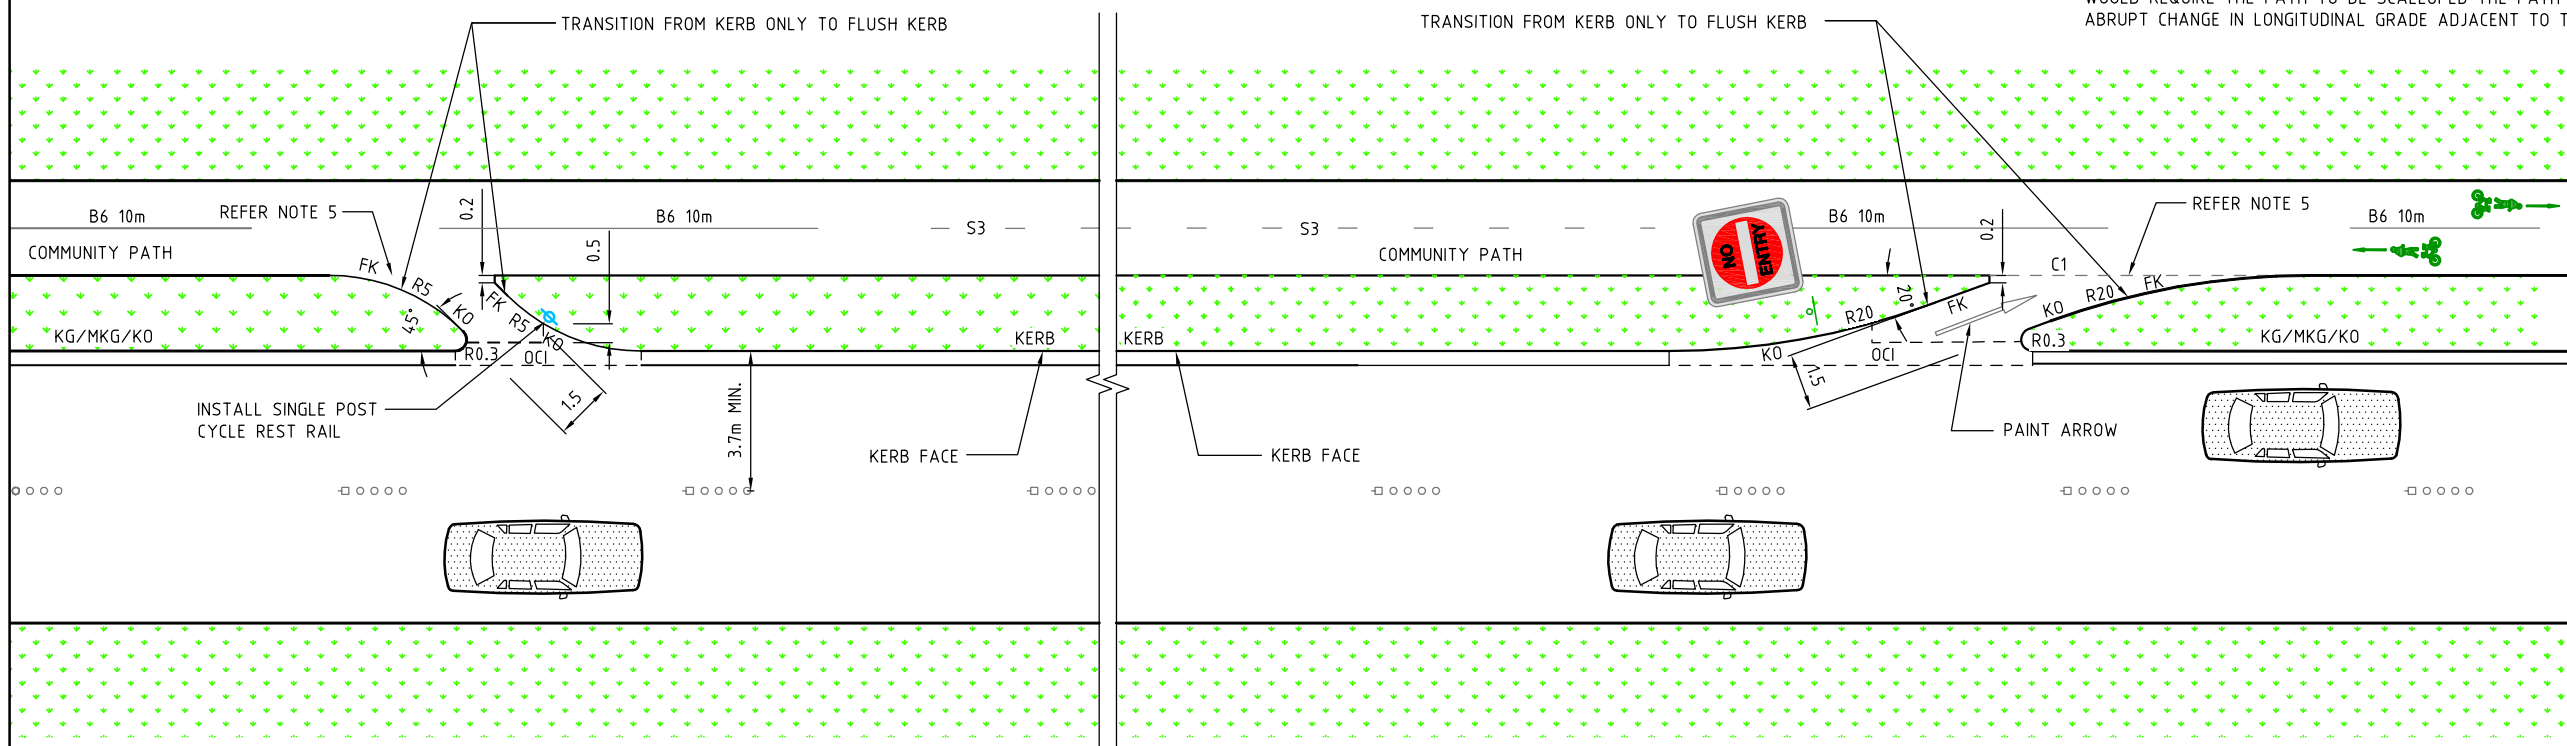 WOULD REQUIRE THE PATH TO BE SCALLOPED THE PATH
ABRUPT CHANGE IN LONGITUDINAL GRADE ADJACENT TO T
TRANSITION FROM KERB ONLY TO FLUSH KERB
TRANSITION FROM KERB ONLY TO FLUSH KERB
B6 10m
REFER NOTE 5
0.2
B6 10m
S3
0.5
COMMUNITY PATH
FK
R5
KO
45°
FK
R5
KO
KG/MKG/KO
R0.3
OCI
KERB
1.5
INSTALL SINGLE POST
CYCLE REST RAIL
3.7m MIN.
KERB FACE
S3
COMMUNITY PATH
NO
ENTRY
B6 10m
0.2
REFER NOTE 5
B6 10m
C1
20°
R20
FK
KO
R20
FK
KERB
KO
OCI
R0.3
KG/MKG/KO
1.5
KERB FACE
PAINT ARROW